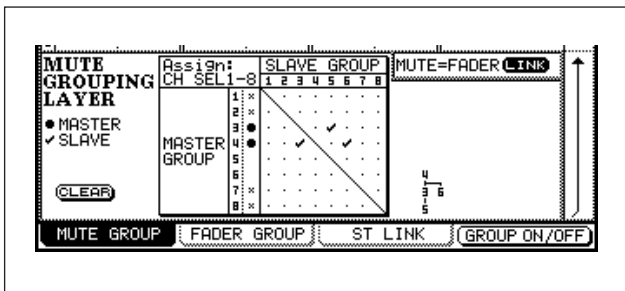 MUTE GROUPING LAYER
● MASTER
✓ SLAVE
CLEAR
Assign:
CH SEL1-8
SLAVE GROUP
1 2 3 4 5 6 7 8
MASTER GROUP
1 ×
2 ×
3 ●
4 ●
5
6
7 ×
8 ×
MUTE=FADER LINK
4
3 6
5
MUTE GROUP
FADER GROUP
ST LINK
GROUP ON/OFF